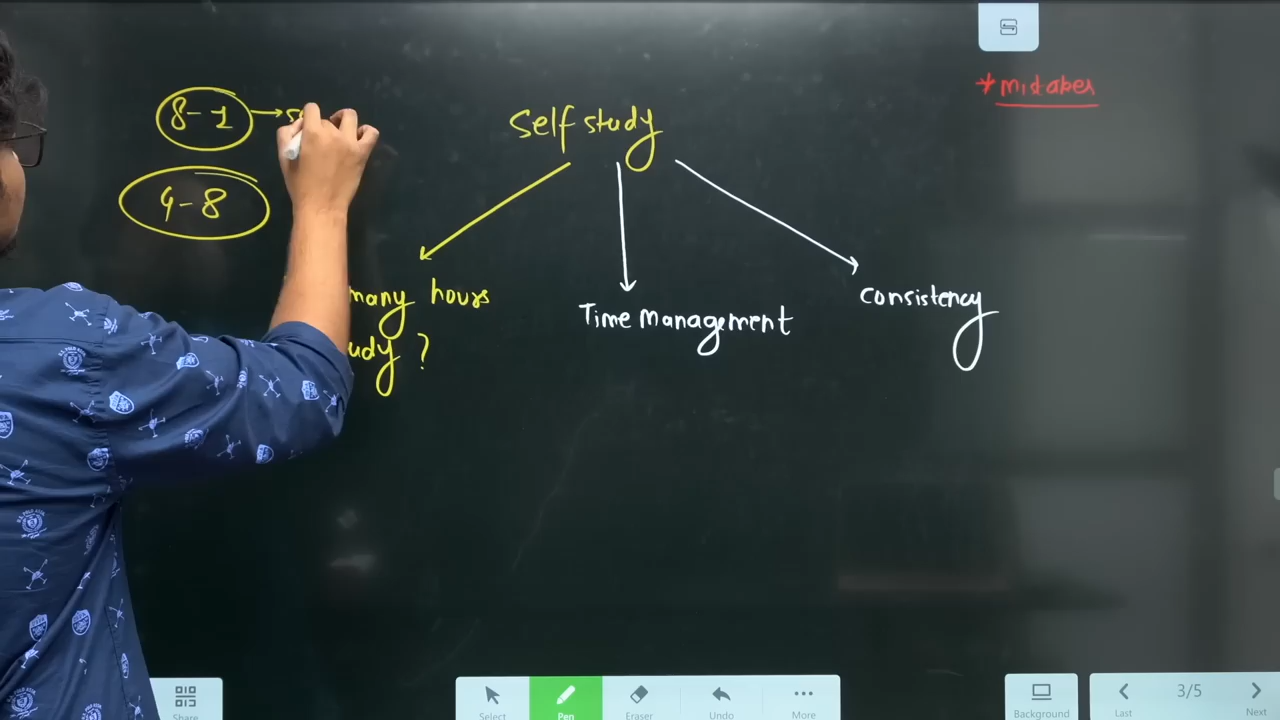 * Mistakes
8-1 →
Self study
4-8
many hours
Time Management
Consistency
?
Share
Select
Pen
Eraser
Undo
More
Background
Last
3/5
Next